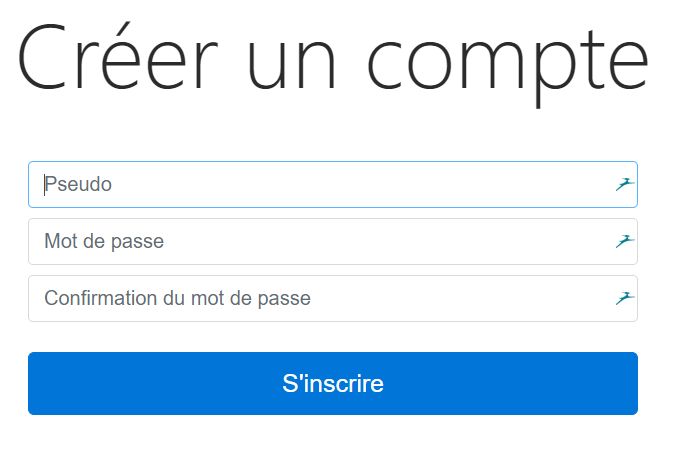 Créer un compte
Pseudo
Mot de passe
Confirmation du mot de passe
S'inscrire